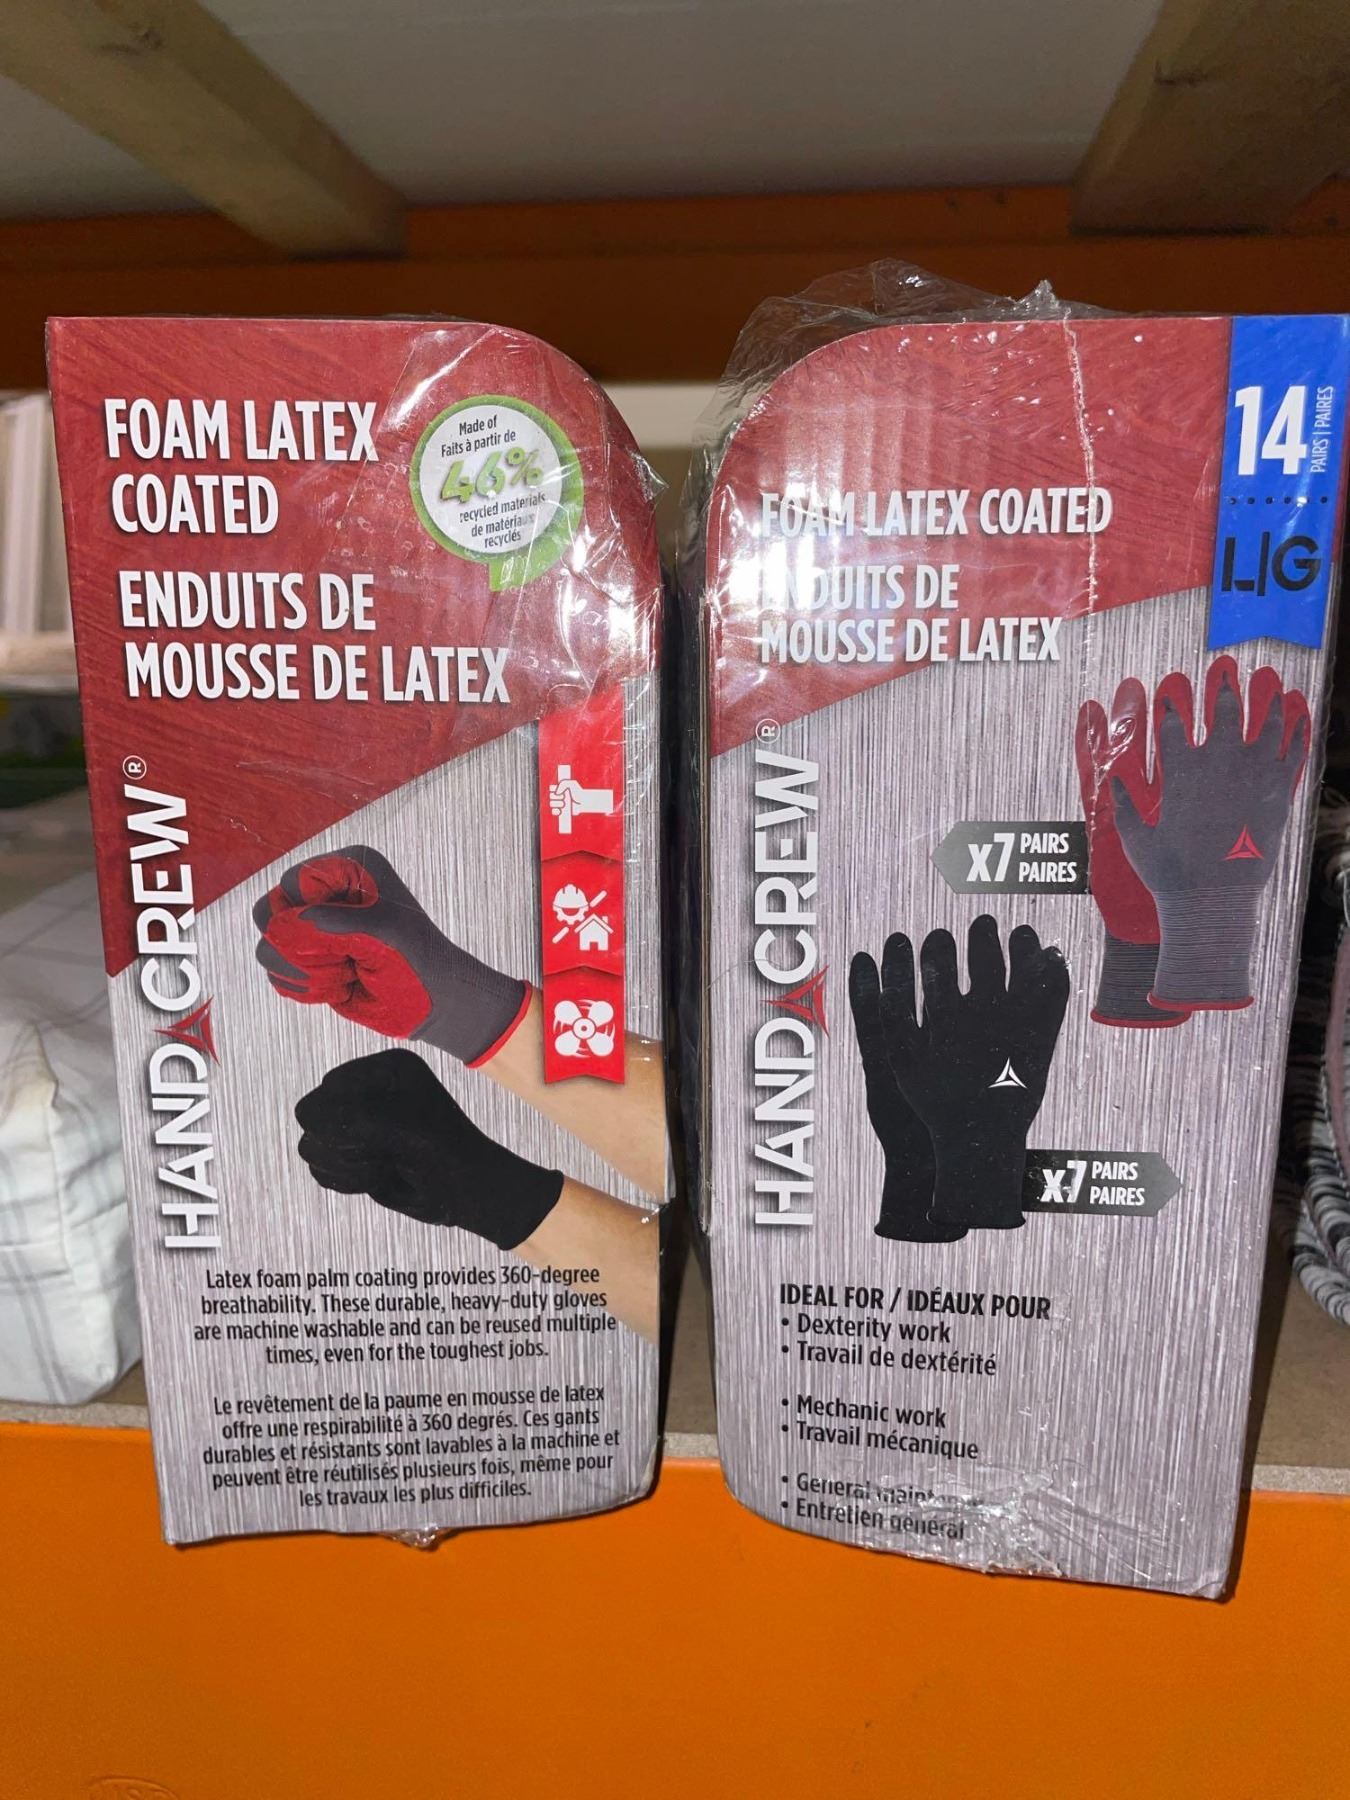 FOAM LATEX
COATED
ENDUITS DE
MOUSSE DE LATEX
Made of
Faits à partir de
46%
recycled materials
de matériaux
recyclés
HAND CREW®
Latex foam palm coating provides 360-degree
breathability. These durable, heavy-duty gloves
are machine washable and can be reused multiple
times, even for the toughest jobs.
Le revêtement de la paume en mousse de latex
offre une respirabilité à 360 degrés. Ces gants
durables et résistants sont lavables à la machine et
peuvent être réutilisés plusieurs fois, même pour
les travaux les plus difficiles.
14
PAIRS | PAIRES
L/G
FOAM LATEX COATED
ENDUITS DE
MOUSSE DE LATEX
HAND CREW®
x7 PAIRS
PAIRES
x7 PAIRS
PAIRES
IDEAL FOR / IDÉAUX POUR
• Dexterity work
• Travail de dextérité
• Mechanic work
• Travail mécanique
• General
• Entretien général